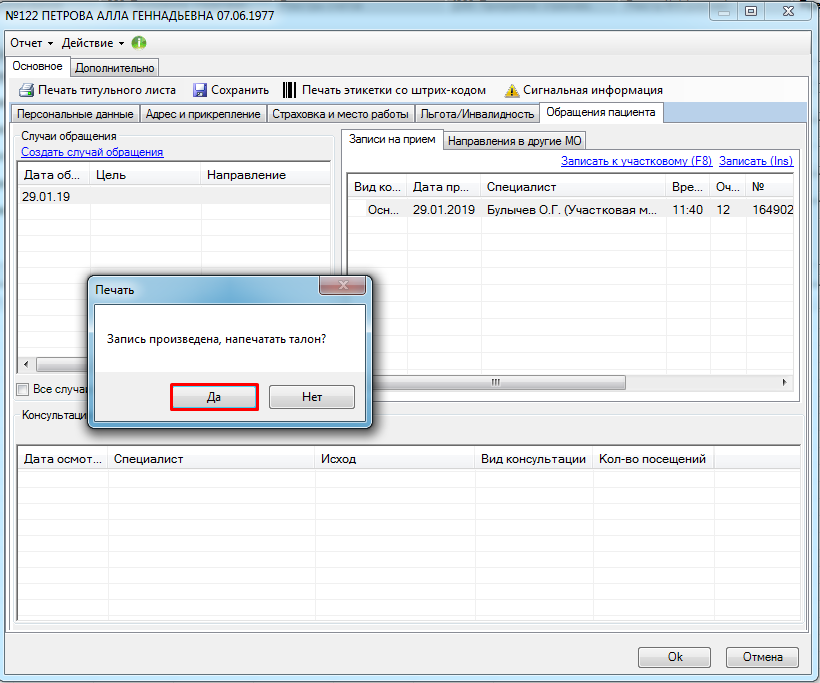 №122 ПЕТРОВА АЛЛА ГЕННАДЬЕВНА 07.06.1977
Отчет Действие
Основное Дополнительно
Печать титульного листа Сохранить Печать этикетки со штрих-кодом Сигнальная информация
Персональные данные Адрес и прикрепление Страховка и место работы Льгота/Инвалидность Обращения пациента
Случаи обращения
Создать случай обращения
Дата об... Цель Направление
29.01.19
Записи на прием Направления в другие МО
Записать к участковому (F8) Записать (Ins)
Вид ко... Дата пр... Специалист Вре... Оч... №
Осн... 29.01.2019 Булычев О.Г. (Участковая м... 11:40 12 164902
Печать
Запись произведена, напечатать талон?
Да Нет
Все случа
Консультаци
Дата осмот... Специалист Исход Вид консультации Кол-во посещений
Ok Отмена